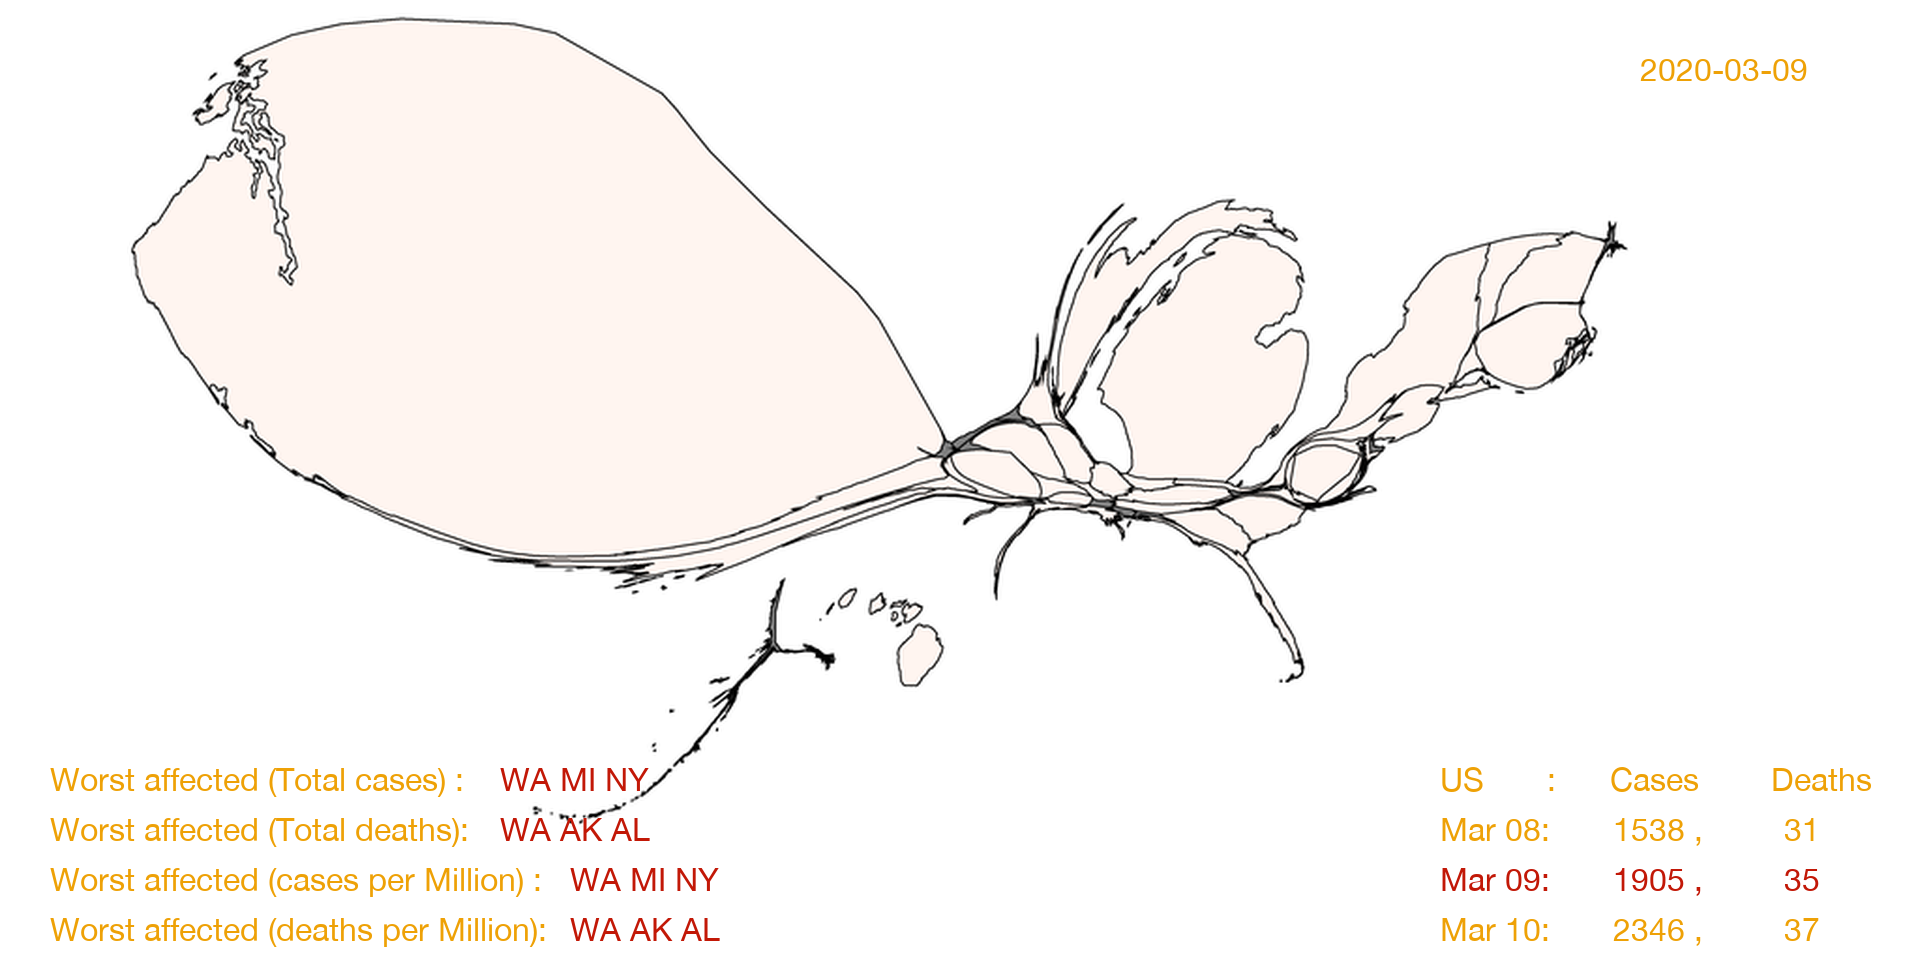 2020-03-09
Worst affected (Total cases) : WA MI NY
Worst affected (Total deaths): WA AK AL
Worst affected (cases per Million) : WA MI NY
Worst affected (deaths per Million): WA AK AL
US : Cases Deaths
Mar 08: 1538 , 31
Mar 09: 1905 , 35
Mar 10: 2346 , 37